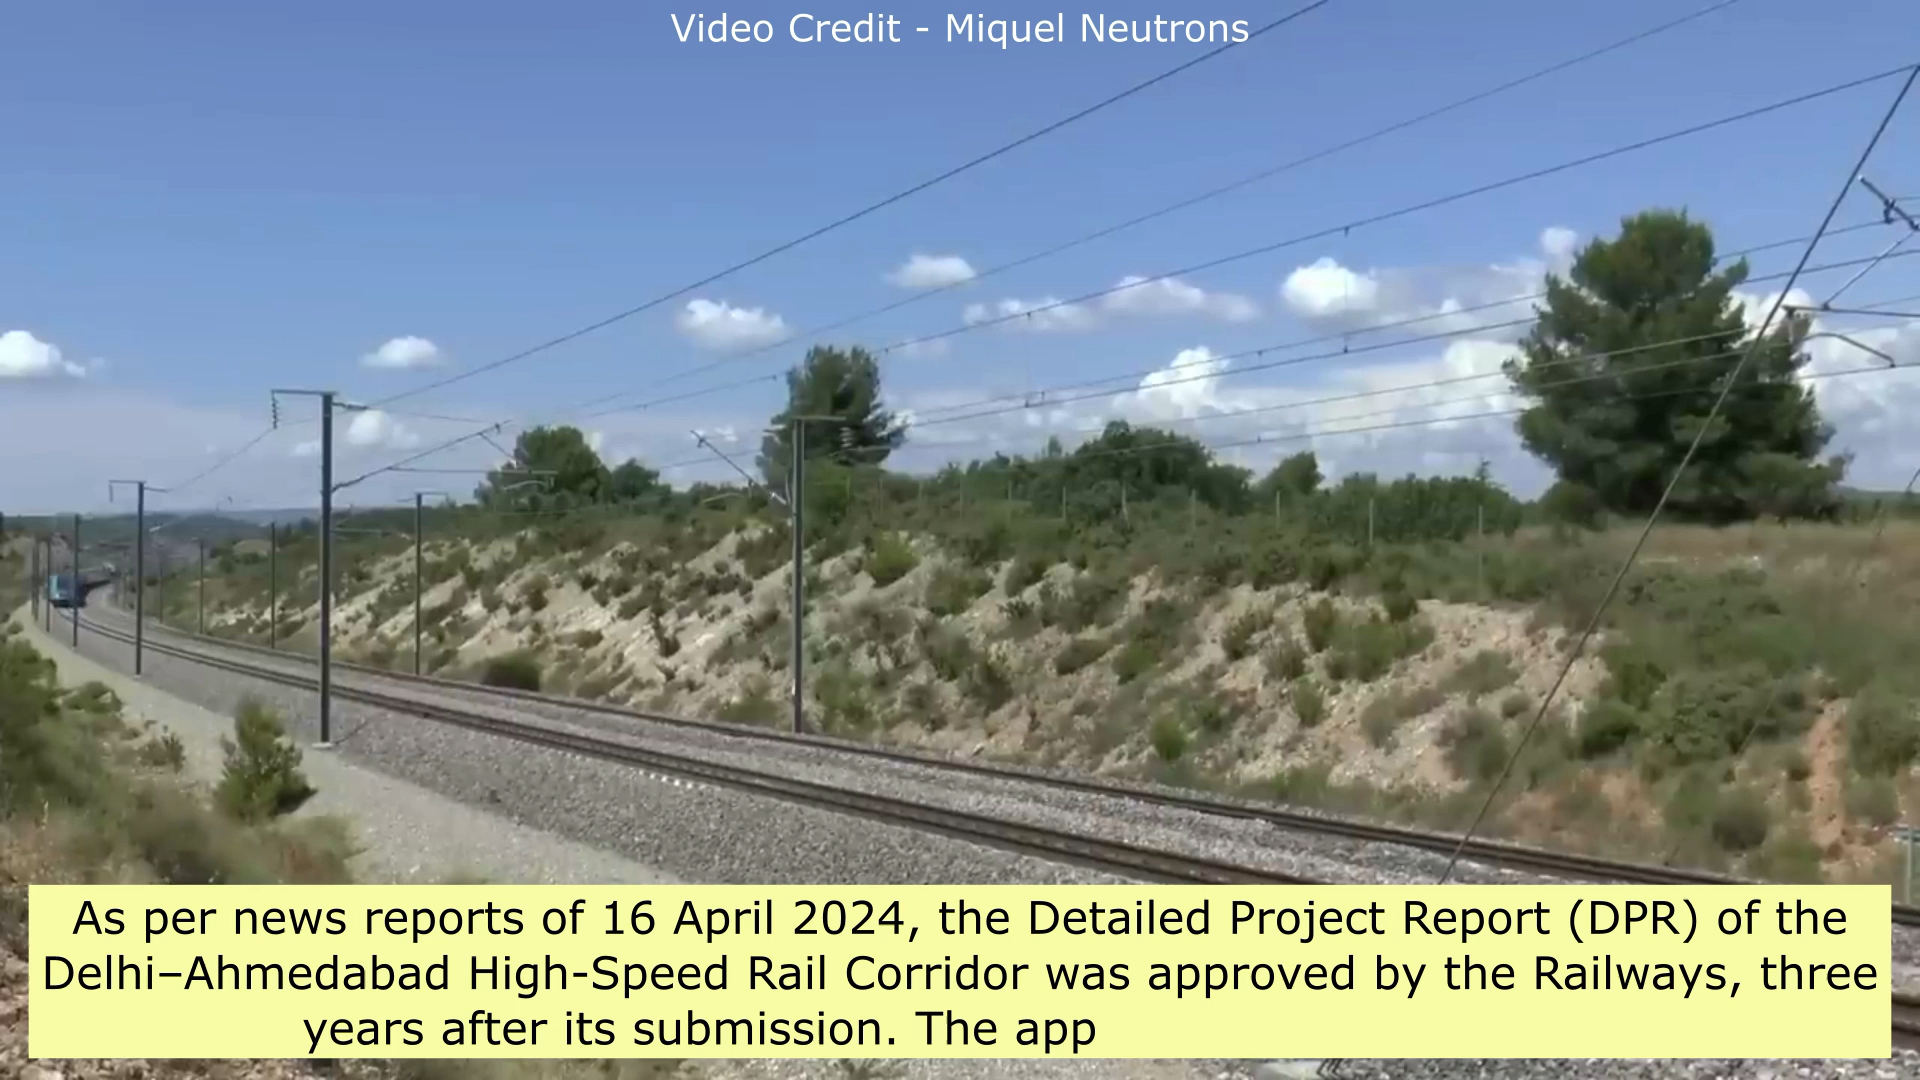 Video Credit - Miquel Neutrons
As per news reports of 16 April 2024, the Detailed Project Report (DPR) of the
Delhi–Ahmedabad High-Speed Rail Corridor was approved by the Railways, three
years after its submission. The app